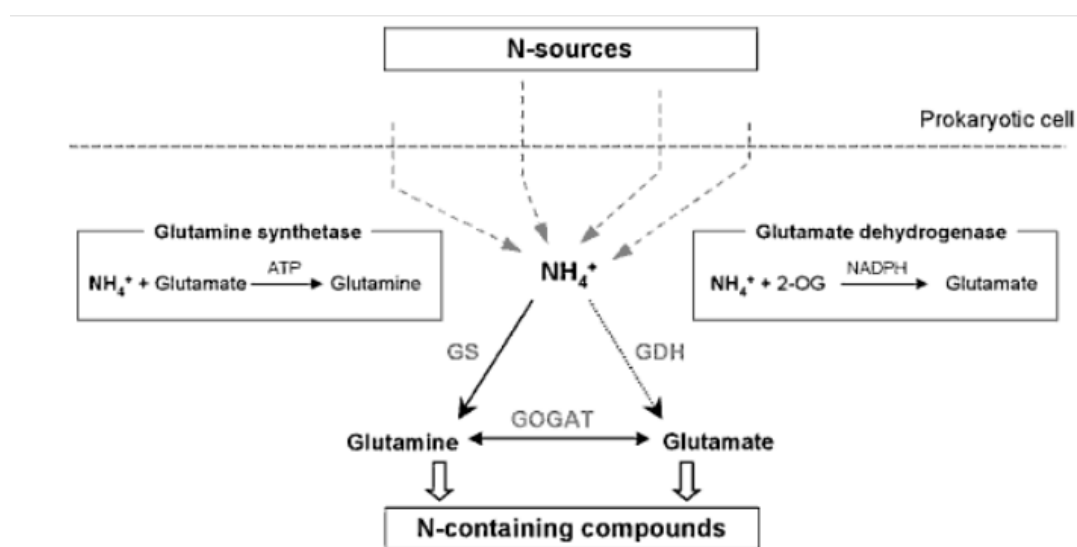 N-sources
Prokaryotic cell
Glutamine synthetase
NH₄⁺ + Glutamate ATP Glutamine
Glutamate dehydrogenase
NH₄⁺ + 2-OG NADPH Glutamate
NH₄⁺
GS
GDH
GOGAT
Glutamine
Glutamate
N-containing compounds